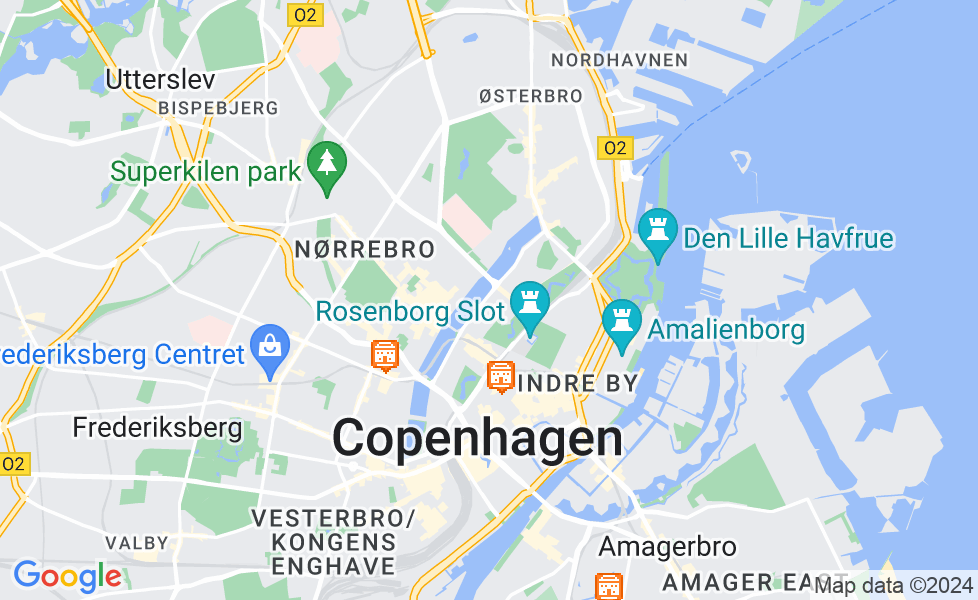 O2
NORDHAVNEN
Utterslev
BISPEBJERG
ØSTERBRO
O2
Superkilen park
Den Lille Havfrue
NØRREBRO
Rosenborg Slot
Amalienborg
rederiksberg Centret
INDRE BY
Frederiksberg
Copenhagen
O2
VESTERBRO/
KONGENS
ENGHAVE
VALBY
Amagerbro
Google
AMAGER EAST
Map data ©2024